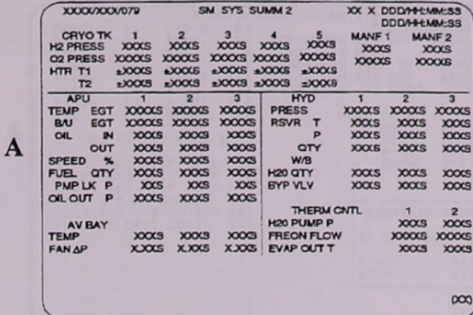 XXXX/XXX/079 SM SYS SUMM 2 XX X DDD/HH:MM:SS
DDD/HH:MM:SS
CRYO TK 1 2 3 4 5 MANF 1 MANF 2
H2 PRESS XXXS XXXS XXXS XXXS XXXS XXXS XXXS
O2 PRESS XXXXS XXXXS XXXXS XXXXS XXXXS XXXXS XXXXS
HTR T1 ±XXXS ±XXXS ±XXXS ±XXXS ±XXXS
T2 ±XXXS ±XXXS ±XXXS ±XXXS ±XXXS
APU 1 2 3 HYD 1 2 3
TEMP EGT XXXXS XXXXS XXXXS PRESS XXXXS XXXXS XXXXS
B/U EGT XXXXS XXXXS XXXXS RSVR T XXXS XXXS XXXS
OIL IN XXXS XXXS XXXS P XXXS XXXS XXXS
OUT XXXS XXXS XXXS QTY XXXS XXXS XXXS
A
SPEED % XXXS XXXS XXXS W/B
FUEL QTY XXXS XXXS XXXS H20 QTY XXXS XXXS XXXS
PMP LK P XXS XXS XXS BYP VLV XXXS XXXS XXXS
OIL OUT P XXXS XXXS XXXS
THERM CNTL 1 2
AV BAY H20 PUMP P XXXS XXXS
TEMP XXXS XXXS XXXS FREON FLOW XXXXS XXXXS
FAN ΔP X.XXS X.XXS X.XXS EVAP OUT T XXXS XXXS
(XX)